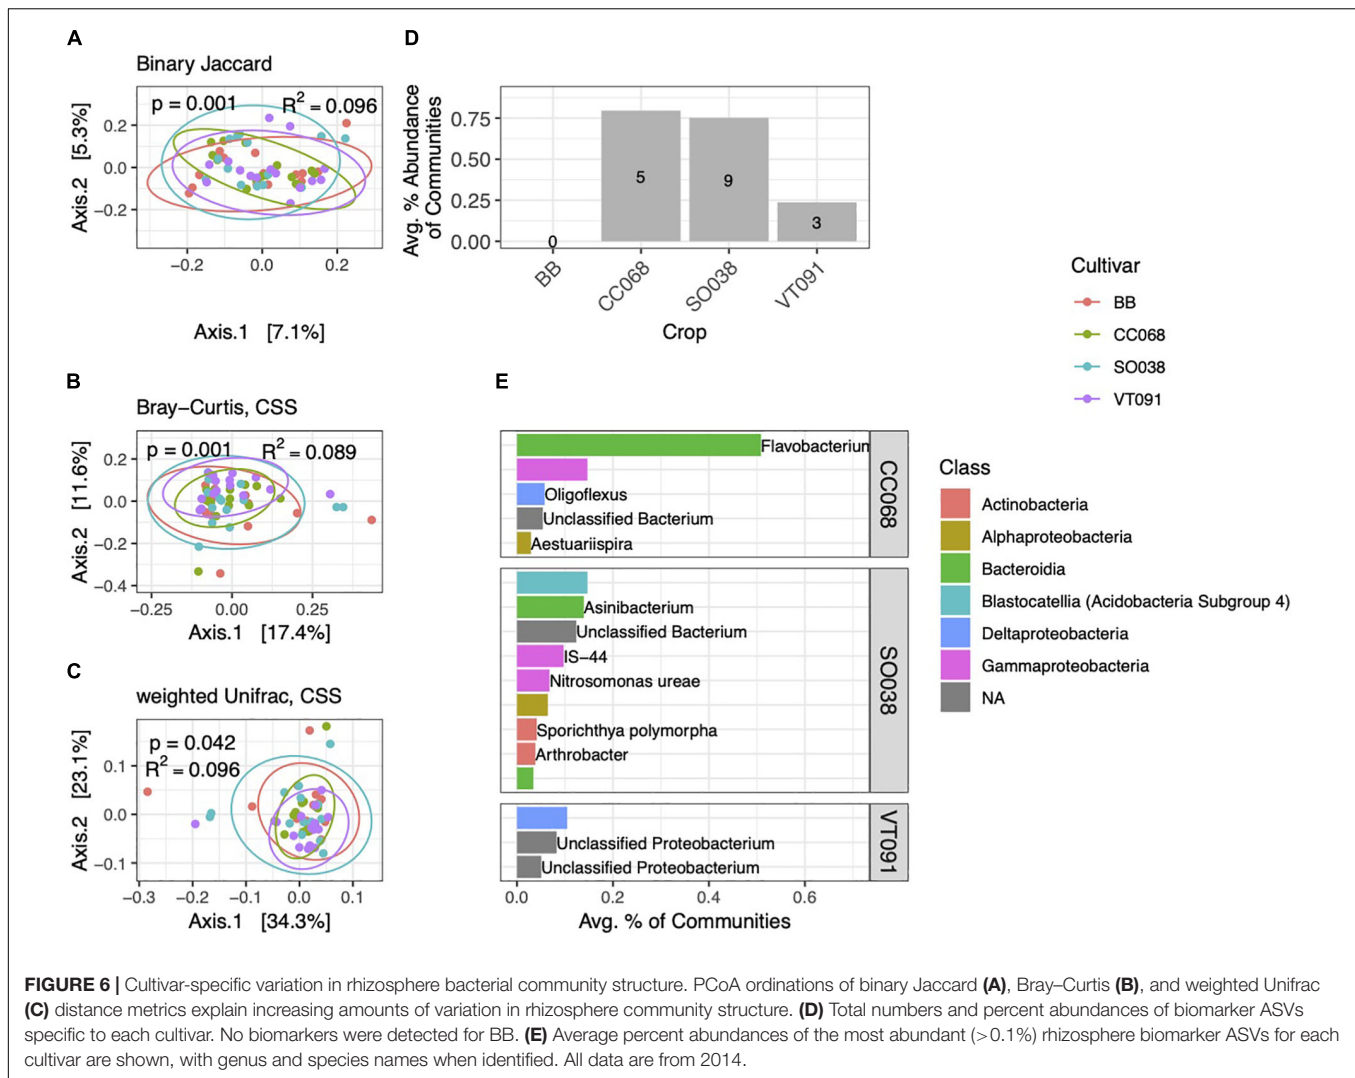 A
Binary Jaccard
p = 0.001
R² = 0.096
Axis.2 [5.3%]
0.2
0.0
−0.2
−0.2
0.0
0.2
Axis.1 [7.1%]
D
Avg. % Abundance
of Communities
0.75
0.50
0.25
0.00
0
5
9
3
BB
CC068
SO038
VT091
Crop
Cultivar
BB
CC068
SO038
VT091
B
Bray−Curtis, CSS
p = 0.001
R² = 0.089
Axis.2 [11.6%]
0.2
0.0
−0.2
−0.4
−0.25
0.00
0.25
Axis.1 [17.4%]
C
weighted Unifrac, CSS
p = 0.042
R² = 0.096
Axis.2 [23.1%]
0.1
0.0
−0.1
−0.3
−0.2
−0.1
0.0
0.1
Axis.1 [34.3%]
E
Flavobacterium
Oligoflexus
Unclassified Bacterium
Aestuariispira
CC068
Asinibacterium
Unclassified Bacterium
IS−44
Nitrosomonas ureae
Sporichthya polymorpha
Arthrobacter
SO038
Unclassified Proteobacterium
Unclassified Proteobacterium
VT091
0.0
0.2
0.4
0.6
Avg. % of Communities
Class
Actinobacteria
Alphaproteobacteria
Bacteroidia
Blastocatellia (Acidobacteria Subgroup 4)
Deltaproteobacteria
Gammaproteobacteria
NA
FIGURE 6 | Cultivar-specific variation in rhizosphere bacterial community structure. PCoA ordinations of binary Jaccard (A), Bray–Curtis (B), and weighted Unifrac
(C) distance metrics explain increasing amounts of variation in rhizosphere community structure. (D) Total numbers and percent abundances of biomarker ASVs
specific to each cultivar. No biomarkers were detected for BB. (E) Average percent abundances of the most abundant (>0.1%) rhizosphere biomarker ASVs for each
cultivar are shown, with genus and species names when identified. All data are from 2014.